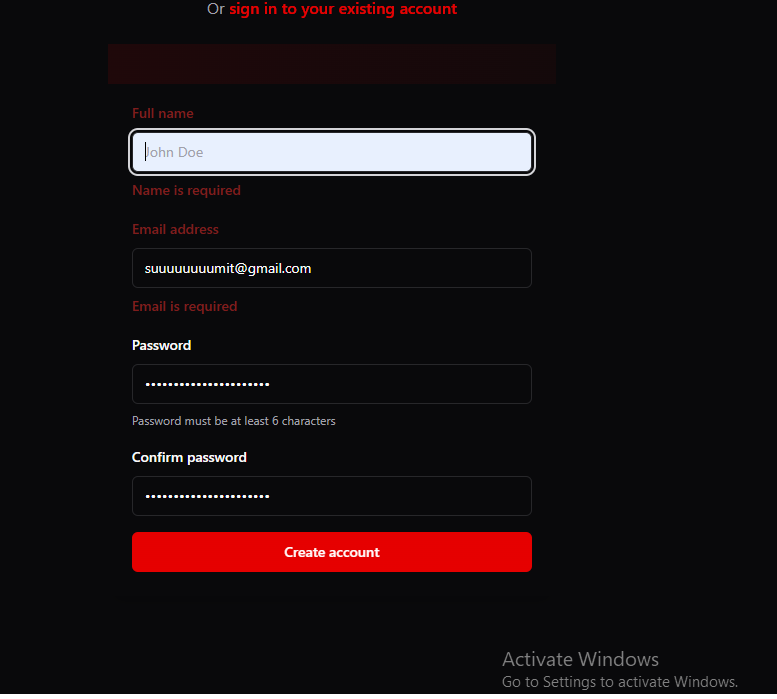 Or sign in to your existing account
Full name
John Doe
Name is required
Email address
suuuuuuuumit@gmail.com
Email is required
Password
••••••••••••••••••••••
Password must be at least 6 characters
Confirm password
••••••••••••••••••••••
Create account
Activate Windows
Go to Settings to activate Windows.